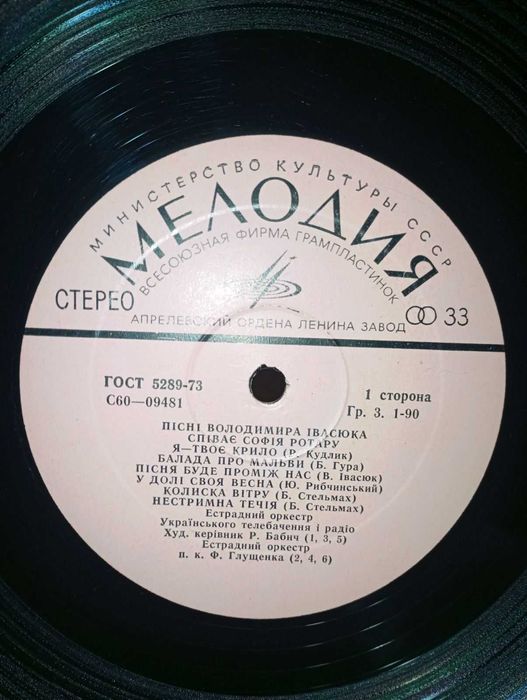 МИНИСТЕРСТВО КУЛЬТУРЫ СССР
МЕЛОДИЯ
ВСЕСОЮЗНАЯ ФИРМА ГРАМПЛАСТИНОК
СТЕРЕО
33
АПРЕЛЕВСКИЙ ОРДЕНА ЛЕНИНА ЗАВОД
ГОСТ 5289-73
1 сторона
С60—09481
Гр. 3. 1-90
ПІСНІ ВОЛОДИМИРА ІВАСЮКА
СПІВАЄ СОФІЯ РОТАРУ
Я—ТВОЄ КРИЛО (Р. Кудлик)
БАЛАДА ПРО МАЛЬВИ (Б. Гура)
ПІСНЯ БУДЕ ПРОМІЖ НАС (В. Івасюк)
У ДОЛІ СВОЯ ВЕСНА (Ю. Рибчинський)
КОЛИСКА ВІТРУ (Б. Стельмах)
НЕСТРИМНА ТЕЧІЯ (Б. Стельмах)
Естрадний оркестр
Українського телебачення і радіо
Худ. керівник Р. Бабич (1, 3, 5)
Естрадний оркестр
п. к. Ф. Глущенка (2, 4, 6)